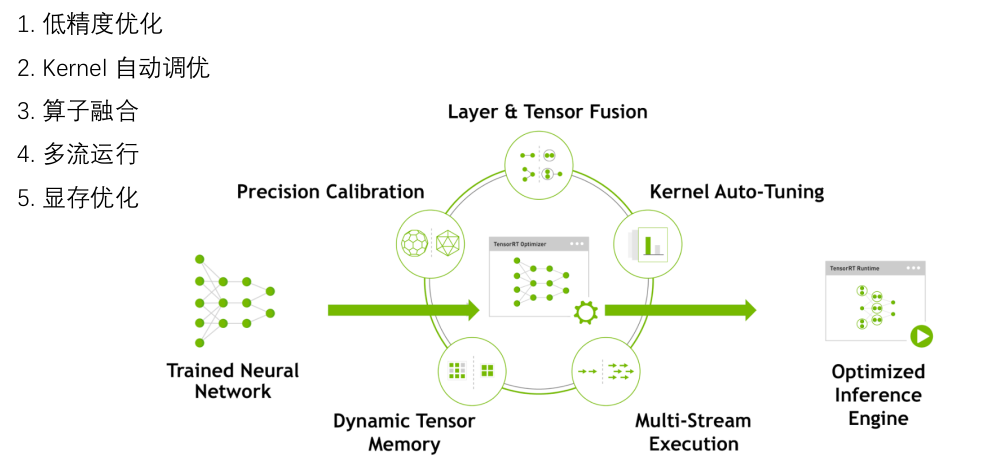 1. 低精度优化
2. Kernel 自动调优
3. 算子融合
4. 多流运行
5. 显存优化
Layer & Tensor Fusion
Precision Calibration
Kernel Auto-Tuning
TensorRT Optimizer
TensorRT Runtime
Trained Neural
Network
Dynamic Tensor
Memory
Multi-Stream
Execution
Optimized
Inference
Engine